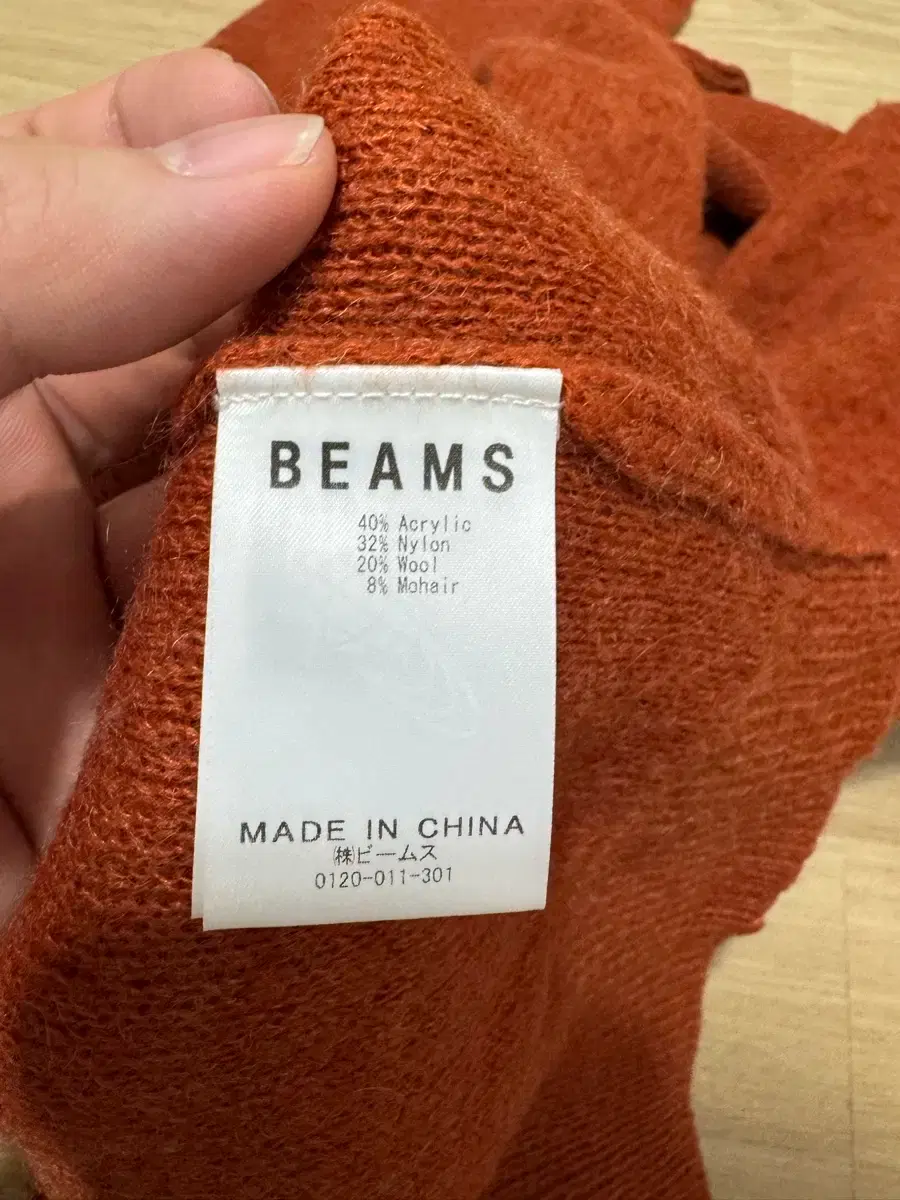 BEAMS
40% Acrylic
32% Nylon
20% Wool
8% Mohair
MADE IN CHINA
㈱ビームス
0120-011-301